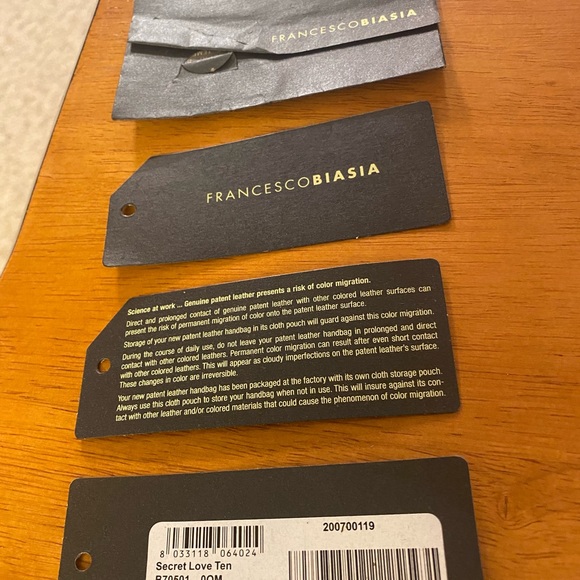 FRANCESCOBIASIA
FRANCESCOBIASIA
Science at work ... Genuine patent leather presents a risk of color migration.
Direct and prolonged contact of genuine patent leather with other colored leather surfaces can
present the risk of permanent migration of color onto the patent leather surface.
Storage of your new patent leather handbag in its cloth pouch will guard against this color migration.
During the course of daily use, do not leave your patent leather handbag in prolonged and direct
contact with other colored leathers. Permanent color migration can result after even short contact
with other colored leathers. This will appear as cloudy imperfections on the patent leather's surface.
These changes in color are irreversible.
Your new patent leather handbag has been packaged at the factory with its own cloth storage pouch.
Always use this cloth pouch to store your handbag when not in use. This will insure against its con-
tact with other leather and/or colored materials that could cause the phenomenon of color migration.
200700119
8 033118 064024
Secret Love Ten